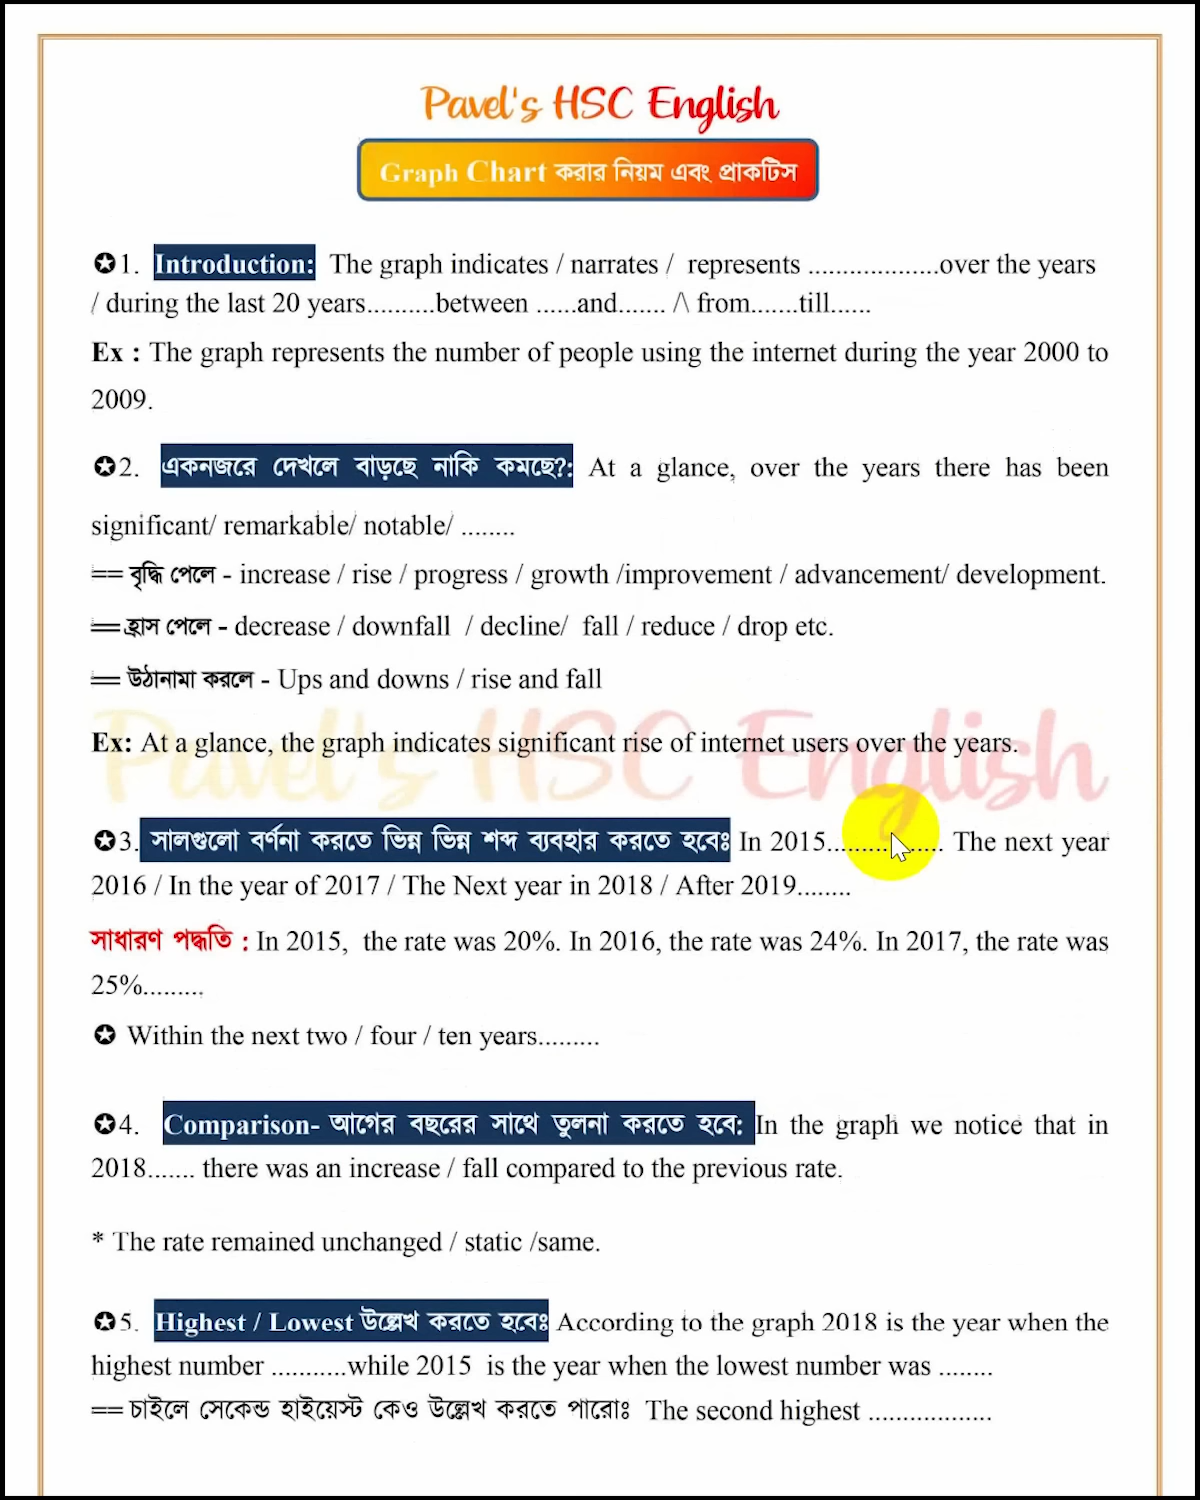 Pavel's HSC English
Graph Chart করার নিয়ম এবং প্রাকটিস
✪1. Introduction: The graph indicates / narrates / represents ...................over the years
/ during the last 20 years..........between ......and....... /\ from.......till......
Ex : The graph represents the number of people using the internet during the year 2000 to
2009.
✪2. একনজরে দেখলে বাড়ছে নাকি কমছে?: At a glance, over the years there has been
significant/ remarkable/ notable/ ........
== বৃদ্ধি পেলে - increase / rise / progress / growth /improvement / advancement/ development.
== হ্রাস পেলে - decrease / downfall / decline/ fall / reduce / drop etc.
== উঠানামা করলে - Ups and downs / rise and fall
Pavel's HSC English
Ex: At a glance, the graph indicates significant rise of internet users over the years.
✪3. সালগুলো বর্ণনা করতে ভিন্ন ভিন্ন শব্দ ব্যবহার করতে হবেঃ In 2015................. The next year
2016 / In the year of 2017 / The Next year in 2018 / After 2019........
সাধারণ পদ্ধতি : In 2015, the rate was 20%. In 2016, the rate was 24%. In 2017, the rate was
25%.........
✪ Within the next two / four / ten years.........
✪4. Comparison- আগের বছরের সাথে তুলনা করতে হবে: In the graph we notice that in
2018....... there was an increase / fall compared to the previous rate.
* The rate remained unchanged / static /same.
✪5. Highest / Lowest উল্লেখ করতে হবেঃ According to the graph 2018 is the year when the
highest number ...........while 2015 is the year when the lowest number was ........
== চাইলে সেকেন্ড হাইয়েস্ট কেও উল্লেখ করতে পারোঃ The second highest ..................